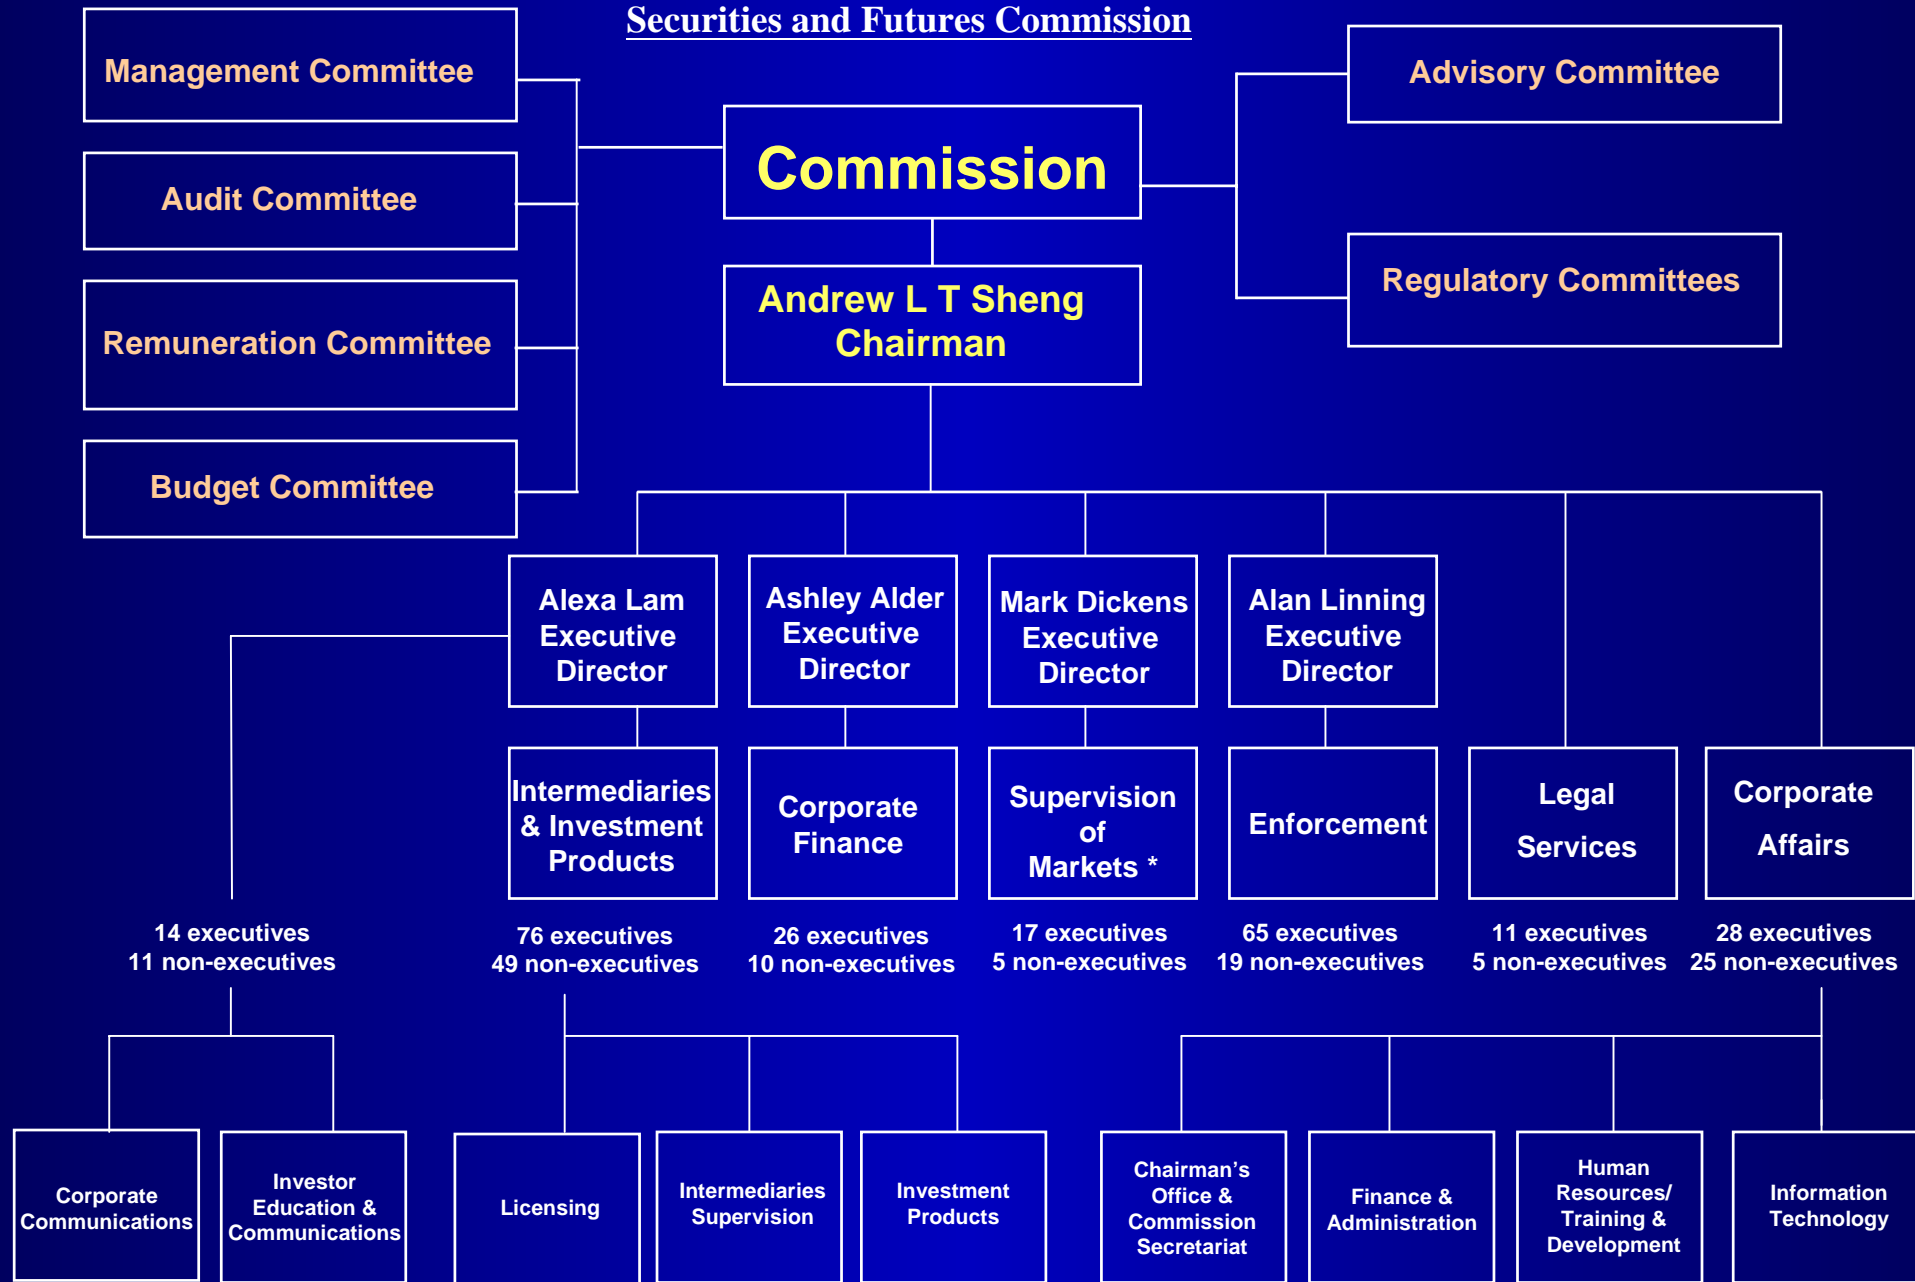 Securities and Futures Commission
Management Committee
Audit Committee
Remuneration Committee
Budget Committee
Commission
Andrew L T Sheng
Chairman
Advisory Committee
Regulatory Committees
Alexa Lam
Executive
Director
Ashley Alder
Executive
Director
Mark Dickens
Executive
Director
Alan Linning
Executive
Director
Intermediaries
& Investment
Products
Corporate
Finance
Supervision
of
Markets *
Enforcement
Legal
Services
Corporate
Affairs
14 executives
11 non-executives
76 executives
49 non-executives
26 executives
10 non-executives
17 executives
5 non-executives
65 executives
19 non-executives
11 executives
5 non-executives
28 executives
25 non-executives
Corporate
Communications
Investor
Education &
Communications
Licensing
Intermediaries
Supervision
Investment
Products
Chairman’s
Office &
Commission
Secretariat
Finance &
Administration
Human
Resources/
Training &
Development
Information
Technology